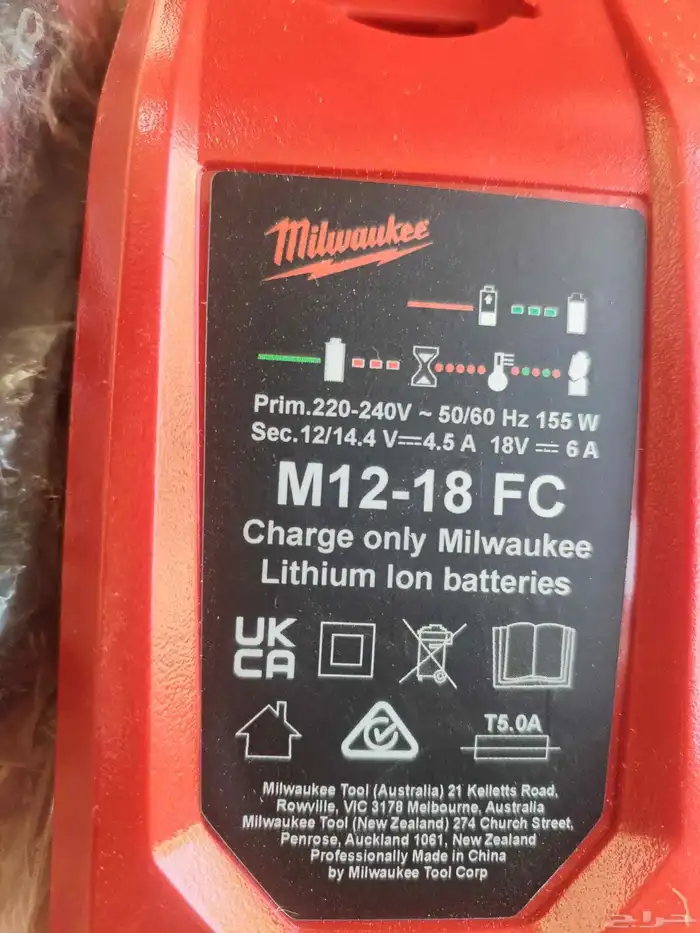 Milwaukee
Prim.220-240V ~ 50/60 Hz 155 W
Sec.12/14.4 V⎓4.5 A 18V ⎓ 6 A
M12-18 FC
Charge only Milwaukee
Lithium Ion batteries
UK
CA
T5.0A
Milwaukee Tool (Australia) 21 Kelletts Road,
Rowville, VIC 3178 Melbourne, Australia
Milwaukee Tool (New Zealand) 274 Church Street,
Penrose, Auckland 1061, New Zealand
Professionally Made in China
by Milwaukee Tool Corp
حراج